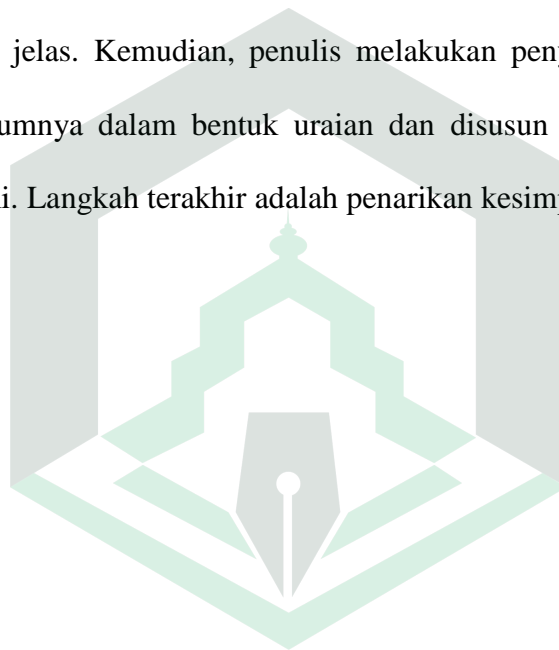 jelas. Kemudian, penulis melakukan
dalam bentuk uraian dan disusun
Langkah terakhir adalah penarikan